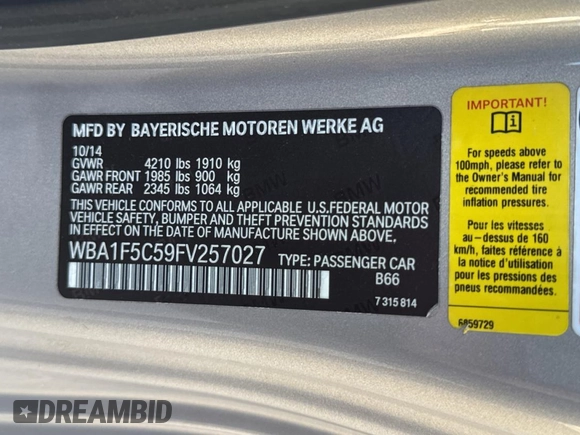 MFD BY BAYERISCHE MOTOREN WERKE AG
10/14
GVWR 4210 lbs 1910 kg
GAWR FRONT 1985 lbs 900 kg
GAWR REAR 2345 lbs 1064 kg
THIS VEHICLE CONFORMS TO ALL APPLICABLE U.S.FEDERAL MOTOR
VEHICLE SAFETY, BUMPER AND THEFT PREVENTION STANDARDS
IN EFFECT ON THE DATE OF MANUFACTURE SHOWN ABOVE.
WBA1F5C59FV257027 TYPE: PASSENGER CAR
B66
7315814
IMPORTANT!
For speeds above
100mph, please refer to
the Owner's Manual for
recommended tire
inflation pressures.
Pour les vitesses
au-dessus de 160
km/h, faites référence
à la notice d'utilisation
pour les pressions des
pneus recommandées.
6859729
DREAMBID